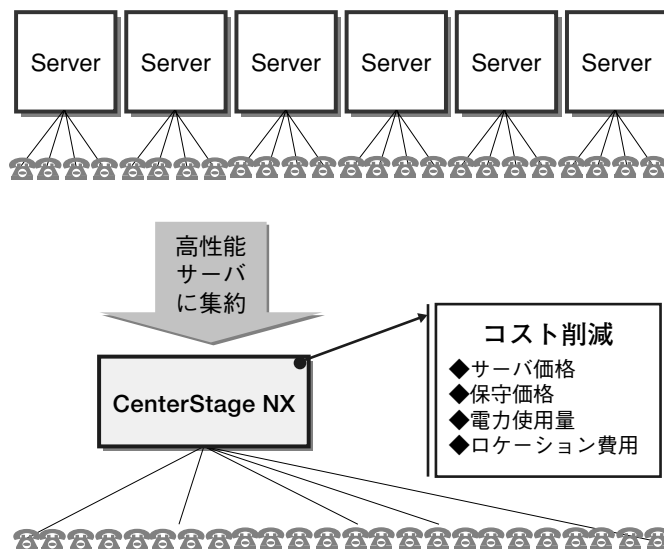 Server Server Server Server Server Server
高性能
サーバ
に集約
コスト削減
◆サーバ価格
◆保守価格
◆電力使用量
◆ロケーション費用
CenterStage NX